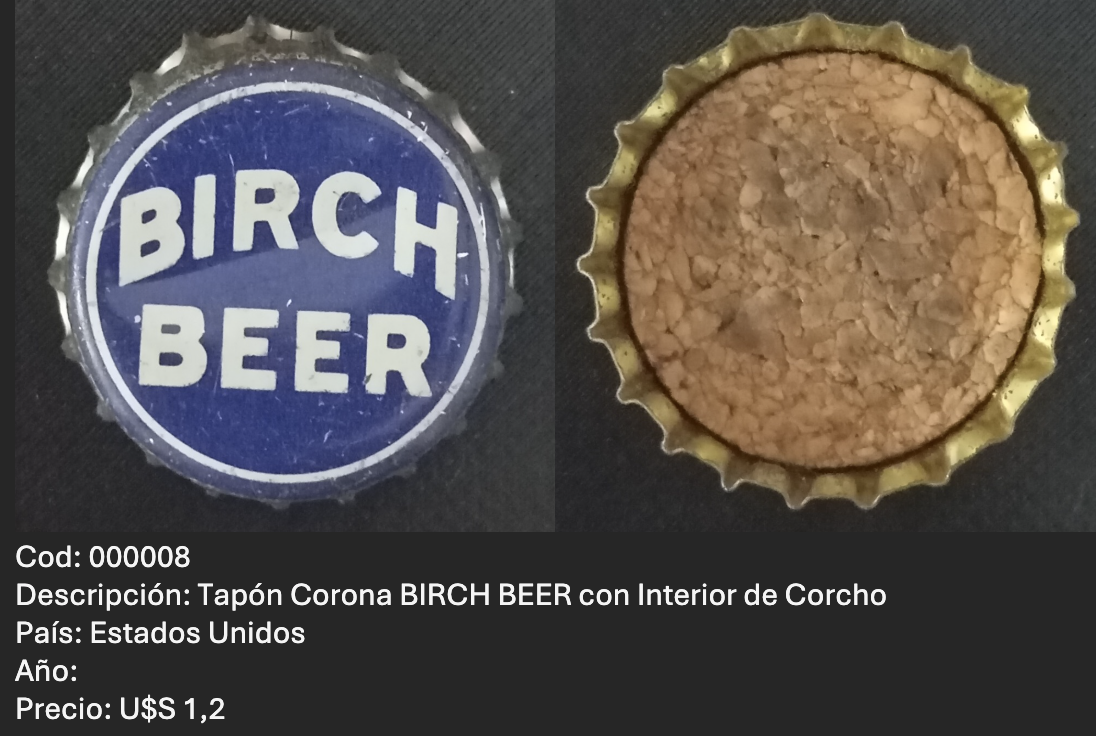 BIRCH
BEER
Cod: 000008
Descripción: Tapón Corona BIRCH BEER con Interior de Corcho
País: Estados Unidos
Año:
Precio: U$S 1,2